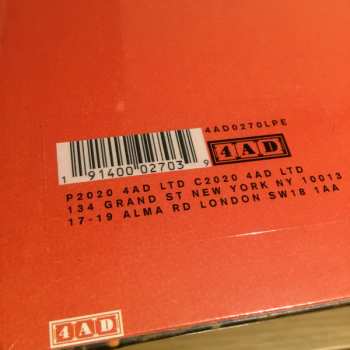 4AD0270LPE
4AD
1 91400 02703 9
P2020 4AD LTD C2020 4AD LTD
134 GRAND ST NEW YORK NY 10013
17-19 ALMA RD LONDON SW18 1AA
4AD